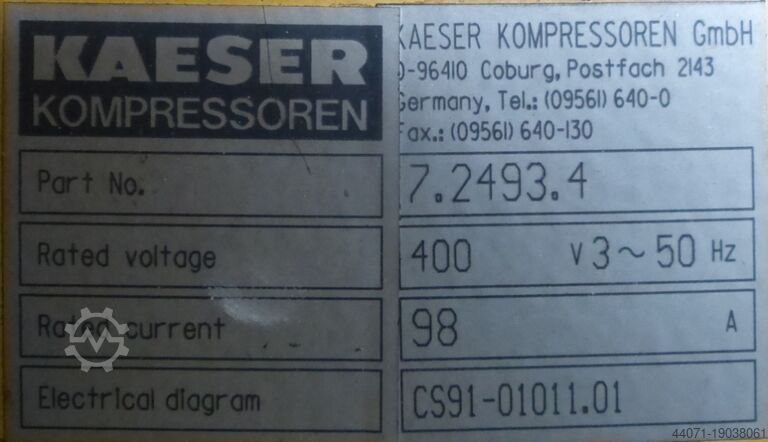 KAESER
KOMPRESSOREN
KAESER KOMPRESSOREN GmbH
D-96410 Coburg, Postfach 2143
Germany, Tel.: (09561) 640-0
Fax.: (09561) 640-130
Part No. 7.2493.4
Rated voltage 400 V 3~50 Hz
Rated current 98 A
Electrical diagram CS91-01011.01
44071-19038061